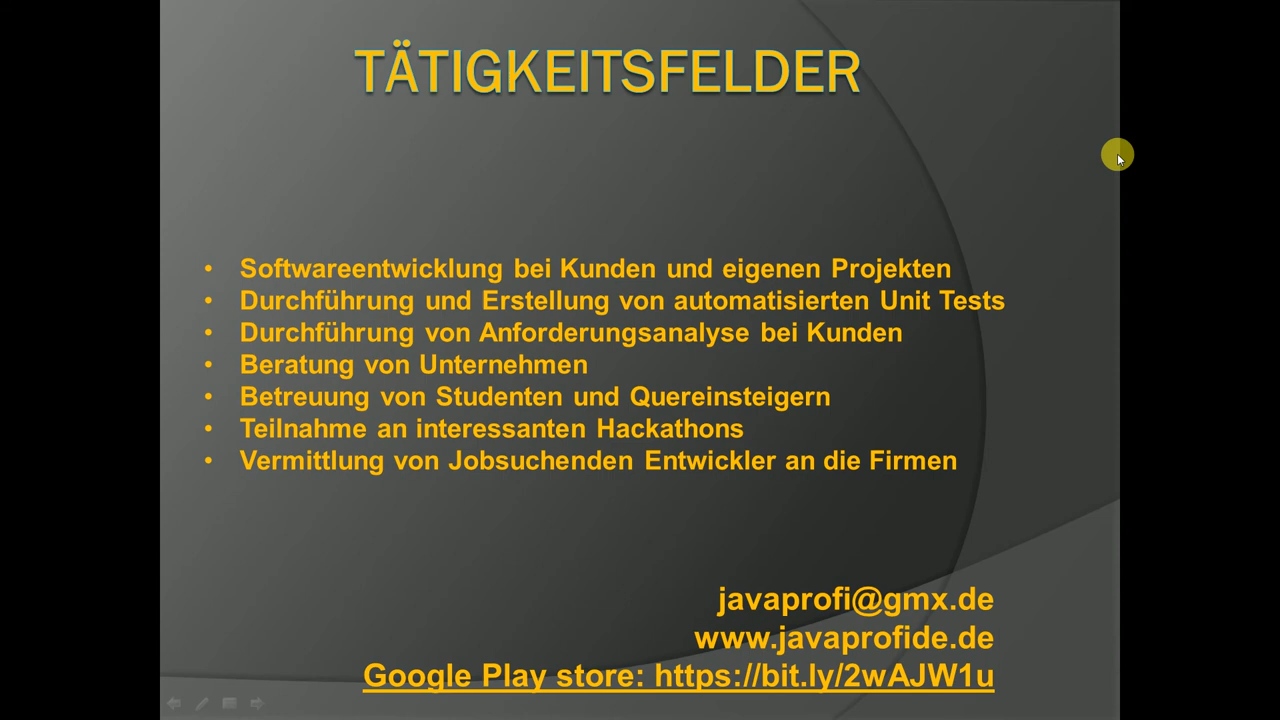 TÄTIGKEITSFELDER
• Softwareentwicklung bei Kunden und eigenen Projekten
• Durchführung und Erstellung von automatisierten Unit Tests
• Durchführung von Anforderungsanalyse bei Kunden
• Beratung von Unternehmen
• Betreuung von Studenten und Quereinsteigern
• Teilnahme an interessanten Hackathons
• Vermittlung von Jobsuchenden Entwickler an die Firmen
javaprofi@gmx.de
www.javaprofide.de
Google Play store: https://bit.ly/2wAJW1u